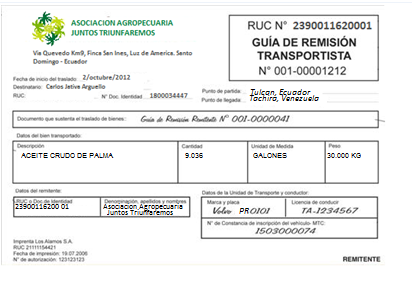 ASOCIACION AGROPECUARIA
JUNTOS TRIUNFAREMOS
Via Quevedo Km9, Finca San Ines, Luz de America. Santo
Domingo - Ecuador
RUC N° 2390011620001
GUÍA DE REMISIÓN
TRANSPORTISTA
N° 001-00001212
Fecha de inicio del traslado: 2/octubre/2012
Destinatario: Carlos Jativa Arguello
RUC: N° Doc. Identidad: 1800034447
Punto de partida: Tulcan, Ecuador
Punto de llegada: Tachira, Venezuela
Documento que sustenta el traslado de bienes: Guía de Remisión Remitente N° 001-0000041
Datos del bien transportado:
Descripción Cantidad Unidad de Medida Peso
ACEITE CRUDO DE PALMA 9.036 GALONES 30.000 KG
Datos del remitente:
RUC o Doc de Identidad Denominación, apellidos y nombres
23900116200 01 Asociacion Agropecuaria
Juntos Triunfaremos
Datos de la Unidad de Transporte y conductor:
Marca y placa Licencia de conductor
Volvo PRO101 TA-1234567
N° de Constancia de inscripción del vehículo- MTC:
1503000074
Imprenta Los Alamos S.A.
RUC 21111154421
Fecha de impresión: 19.07.2006
N° de autorización: 123123123
REMITENTE